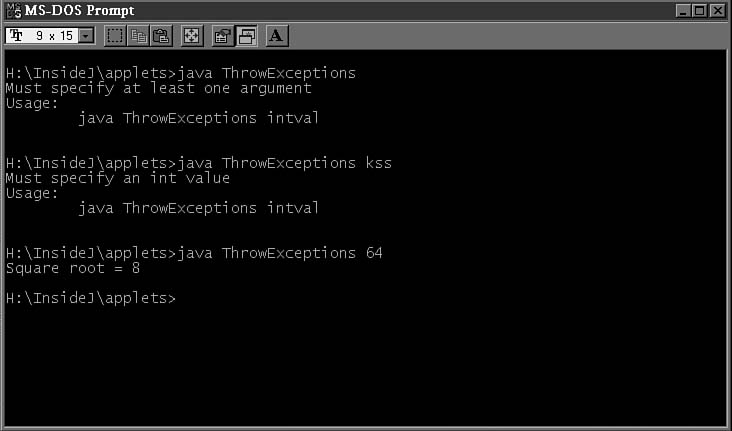 MS-DOS Prompt
9 x 15
A
H:\InsideJ\applets>java ThrowExceptions
Must specify at least one argument
Usage:
        java ThrowExceptions intval
H:\InsideJ\applets>java ThrowExceptions kss
Must specify an int value
Usage:
        java ThrowExceptions intval
H:\InsideJ\applets>java ThrowExceptions 64
Square root = 8
H:\InsideJ\applets>